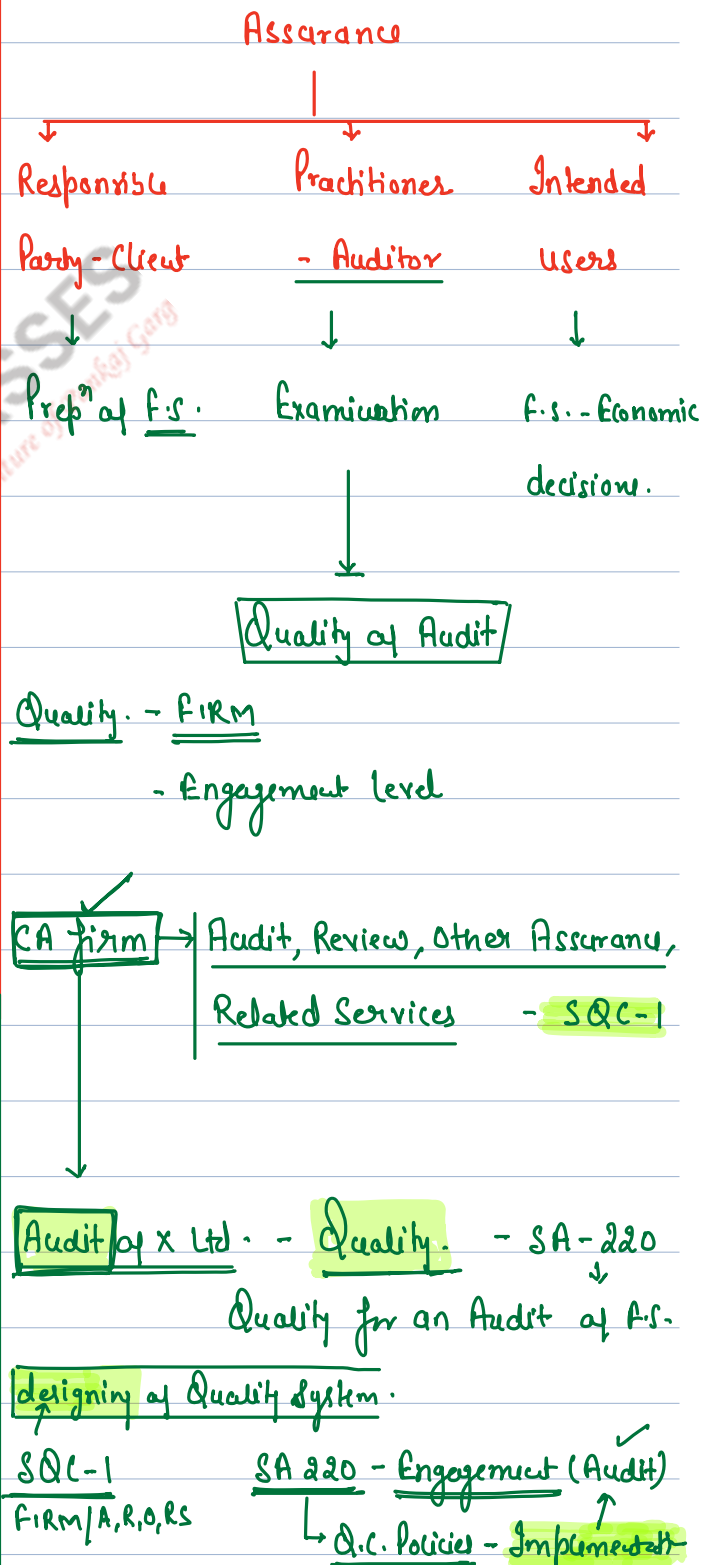 Assurance
Responsible Practitioner Intended
Party - Client - Auditor users
Prepⁿ of F.S. Examination F.S. - Economic
decisions.
Quality of Audit
Quality. - FIRM
- Engagement level
CA firm Audit, Review, Other Assurance,
Related Services - SQC-1
Audit of X Ltd. - Quality. - SA-220
Quality for an Audit of F.S.
designing of Quality System.
SQC-1 SA 220 - Engagement (Audit)
FIRM/A,R,O,RS Q.C. Policies - Implementatn